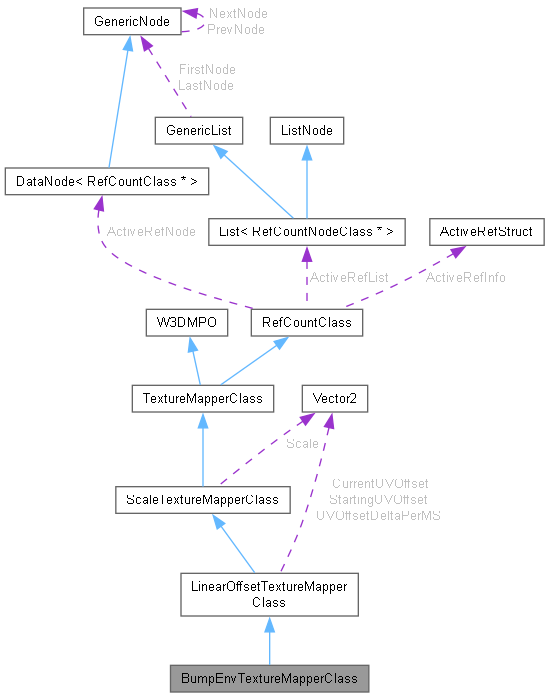 GenericNode
NextNode
PrevNode
FirstNode
LastNode
GenericList
ListNode
DataNode< RefCountClass * >
List< RefCountNodeClass * >
ActiveRefStruct
ActiveRefNode
ActiveRefList
ActiveRefInfo
W3DMPO
RefCountClass
TextureMapperClass
Vector2
Scale
ScaleTextureMapperClass
CurrentUVOffset
StartingUVOffset
UVOffsetDeltaPerMS
LinearOffsetTextureMapper
Class
BumpEnvTextureMapperClass